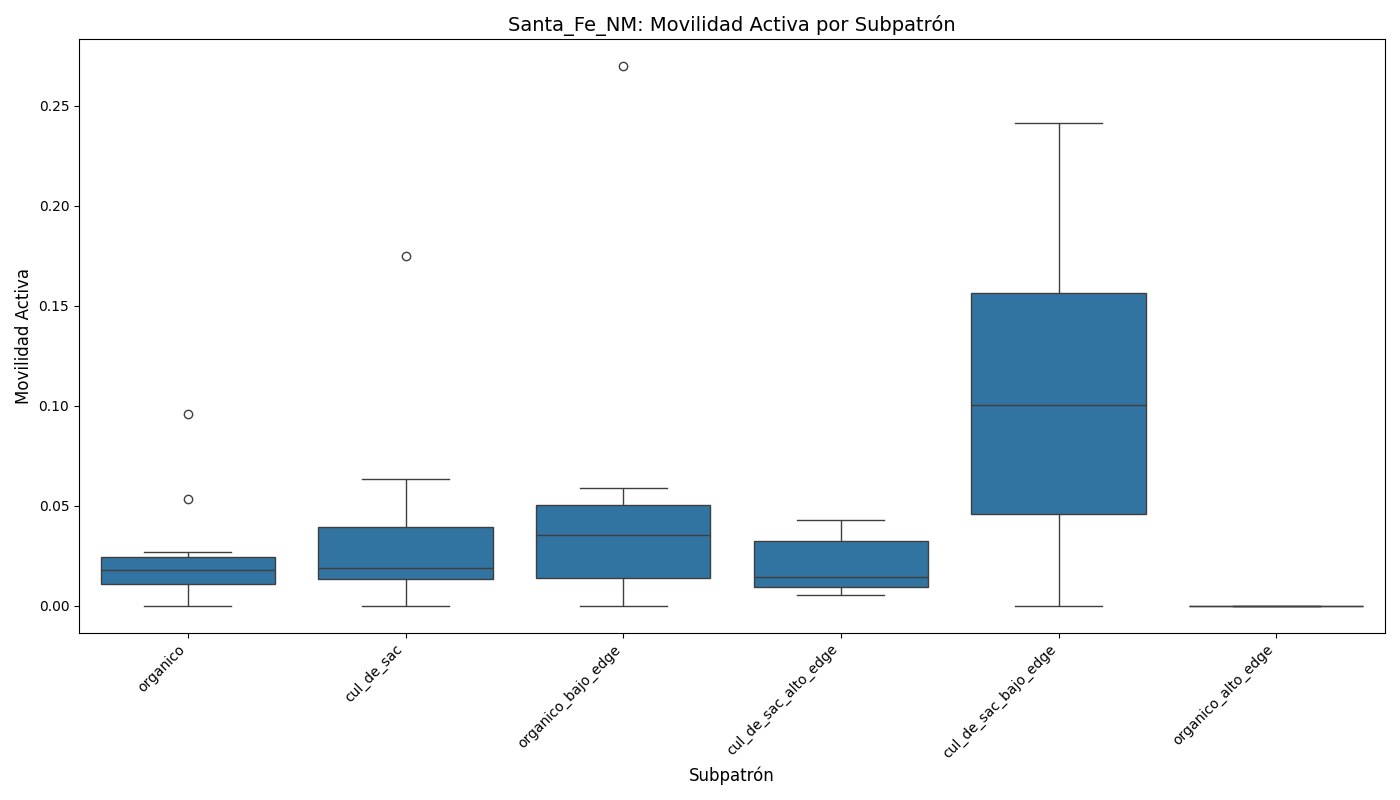 Santa_Fe_NM: Movilidad Activa por Subpatrón
Movilidad Activa
0.25
0.20
0.15
0.10
0.05
0.00
organico
cul_de_sac
organico_bajo_edge
cul_de_sac_alto_edge
cul_de_sac_bajo_edge
organico_alto_edge
Subpatrón